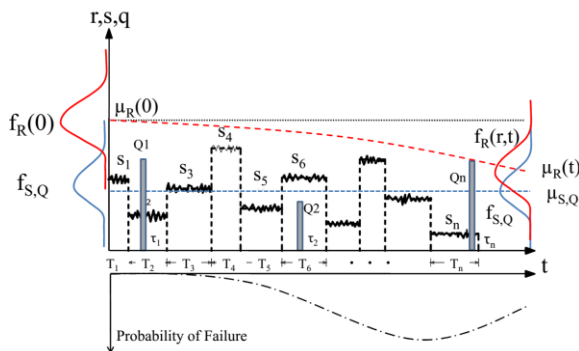 r,s,q
μ_R(0)
f_R(0)
f_S,Q
S_1
Q1
2
τ_1
S_3
S_4
S_5
S_6
Q2
τ_2
Qn
S_n
τ_n
f_R(r,t)
μ_R(t)
μ_S,Q
f_S,Q
T_1 T_2 T_3 T_4 T_5 T_6 . . . T_n
t
Probability of Failure